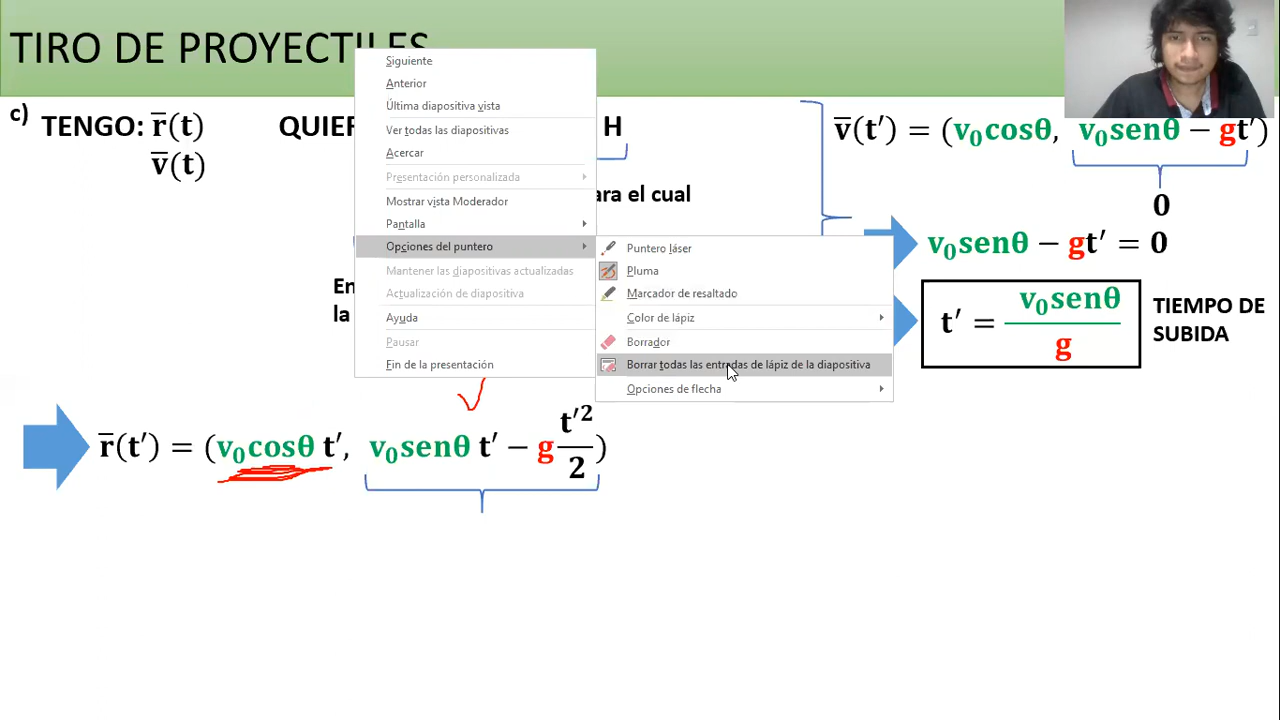 TIRO DE PROYECTILES
c) TENGO: r̅(t)
v̅(t)
H
ara el cual
la
Siguiente
Anterior
Última diapositiva vista
Ver todas las diapositivas
Acercar
Presentación personalizada
Mostrar vista Moderador
Pantalla
Opciones del puntero
Mantener las diapositivas actualizadas
Actualización de diapositiva
Ayuda
Pausar
Fin de la presentación
Puntero láser
Pluma
Marcador de resaltado
Color de lápiz
Borrador
Borrar todas las entradas de lápiz de la diapositiva
Opciones de flecha
v̅(t′) = (v₀cosθ, v₀senθ − gt′)
0
v₀senθ − gt′ = 0
t′ = v₀senθ / g
TIEMPO DE
SUBIDA
r̅(t′) = (v₀cosθ t′, v₀senθ t′ − g t′²/2)